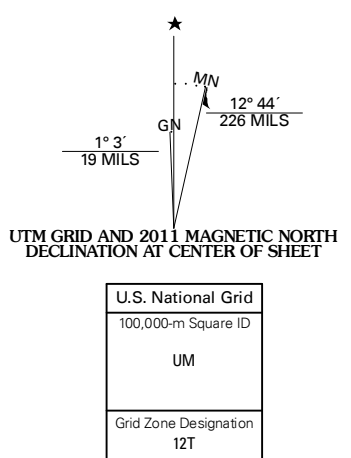 ★
MN
12° 44´
226 MILS
GN
1° 3´
19 MILS
UTM GRID AND 2011 MAGNETIC NORTH
DECLINATION AT CENTER OF SHEET
U.S. National Grid
100,000-m Square ID
UM
Grid Zone Designation
12T